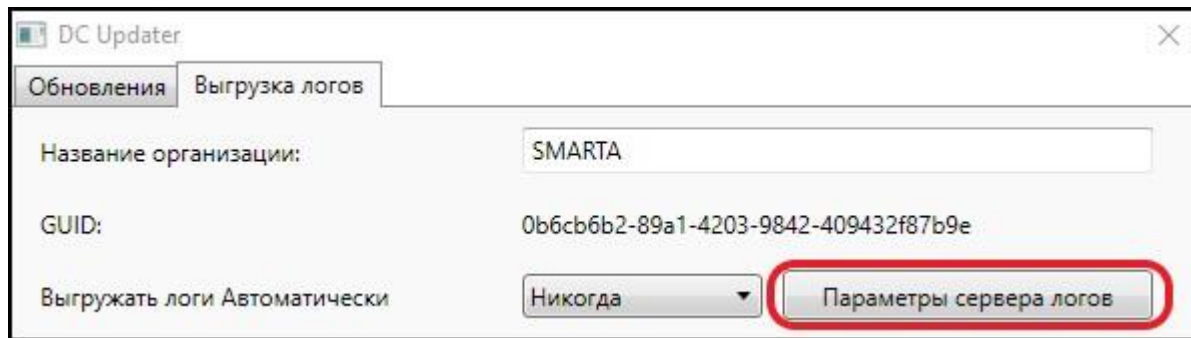 DC Updater
Обновления Выгрузка логов
Название организации: SMARTA
GUID: 0b6cb6b2-89a1-4203-9842-409432f87b9e
Выгружать логи Автоматически Никогда Параметры сервера логов